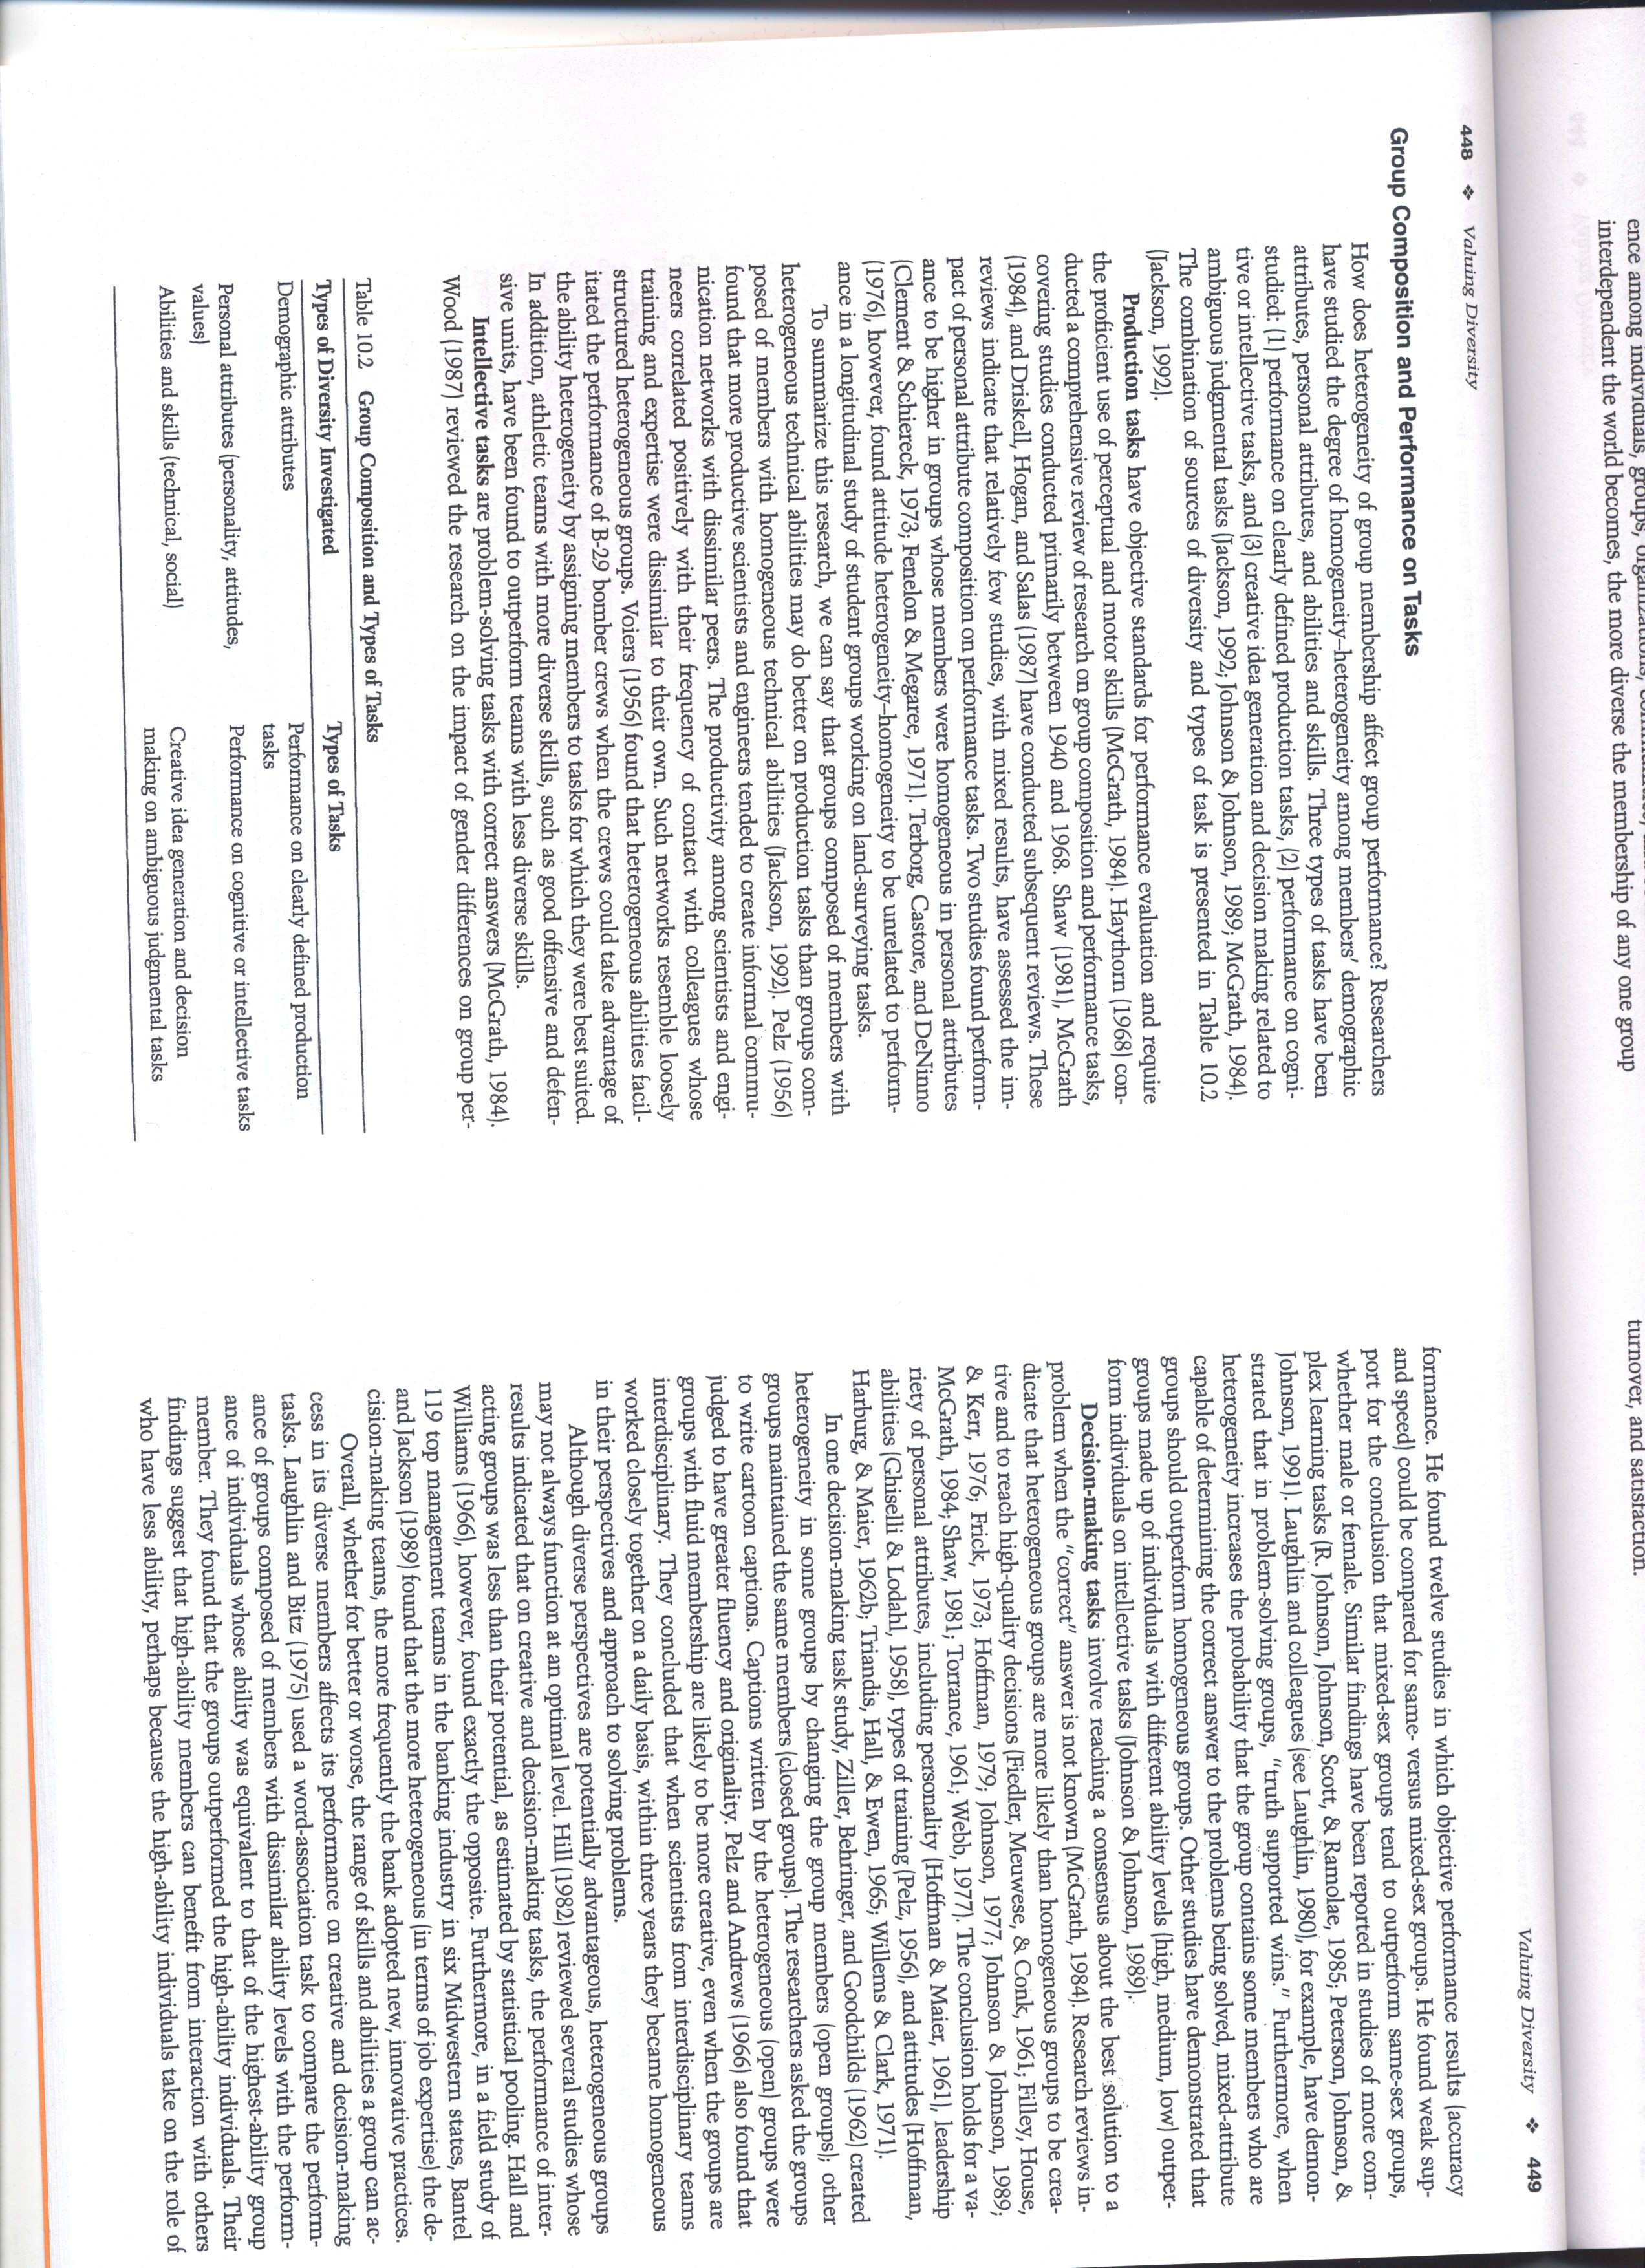 ence among individuals, groups,
interdependent the world becomes, the more diverse the membership of any one group
turnover, and satisfaction.
448 ❖ Valuing Diversity
Group Composition and Performance on Tasks
How does heterogeneity of group membership affect group performance? Researchers
have studied the degree of homogeneity–heterogeneity among members' demographic
attributes, personal attributes, and abilities and skills. Three types of tasks have been
studied: (1) performance on clearly defined production tasks, (2) performance on cogni-
tive or intellective tasks, and (3) creative idea generation and decision making related to
ambiguous judgmental tasks (Jackson, 1992; Johnson & Johnson, 1989; McGrath, 1984).
The combination of sources of diversity and types of task is presented in Table 10.2
(Jackson, 1992).
Production tasks have objective standards for performance evaluation and require
the proficient use of perceptual and motor skills (McGrath, 1984). Haythorn (1968) con-
ducted a comprehensive review of research on group composition and performance tasks,
covering studies conducted primarily between 1940 and 1968. Shaw (1981), McGrath
(1984), and Driskell, Hogan, and Salas (1987) have conducted subsequent reviews. These
reviews indicate that relatively few studies, with mixed results, have assessed the im-
pact of personal attribute composition on performance tasks. Two studies found perform-
ance to be higher in groups whose members were homogeneous in personal attributes
(Clement & Schiereck, 1973; Fenelon & Megaree, 1971). Terborg, Castore, and DeNinno
(1976), however, found attitude heterogeneity–homogeneity to be unrelated to perform-
ance in a longitudinal study of student groups working on land-surveying tasks.
To summarize this research, we can say that groups composed of members with
heterogeneous technical abilities may do better on production tasks than groups com-
posed of members with homogeneous technical abilities (Jackson, 1992). Pelz (1956)
found that more productive scientists and engineers tended to create informal commu-
nication networks with dissimilar peers. The productivity among scientists and engi-
neers correlated positively with their frequency of contact with colleagues whose
training and expertise were dissimilar to their own. Such networks resemble loosely
structured heterogeneous groups. Voiers (1956) found that heterogeneous abilities facil-
itated the performance of B-29 bomber crews when the crews could take advantage of
the ability heterogeneity by assigning members to tasks for which they were best suited.
In addition, athletic teams with more diverse skills, such as good offensive and defen-
sive units, have been found to outperform teams with less diverse skills.
Intellective tasks are problem-solving tasks with correct answers (McGrath, 1984).
Wood (1987) reviewed the research on the impact of gender differences on group per-
Table 10.2 Group Composition and Types of Tasks
Types of Diversity Investigated Types of Tasks
Demographic attributes Performance on clearly defined production
tasks
Personal attributes (personality, attitudes, Performance on cognitive or intellective tasks
values)
Abilities and skills (technical, social) Creative idea generation and decision
making on ambiguous judgmental tasks
Valuing Diversity ❖ 449
formance. He found twelve studies in which objective performance results (accuracy
and speed) could be compared for same- versus mixed-sex groups. He found weak sup-
port for the conclusion that mixed-sex groups tend to outperform same-sex groups,
whether male or female. Similar findings have been reported in studies of more com-
plex learning tasks (R. Johnson, Johnson, Scott, & Ramolae, 1985; Peterson, Johnson, &
Johnson, 1991). Laughlin and colleagues (see Laughlin, 1980), for example, have demon-
strated that in problem-solving groups, "truth supported wins." Furthermore, when
heterogeneity increases the probability that the group contains some members who are
capable of determining the correct answer to the problems being solved, mixed-attribute
groups should outperform homogeneous groups. Other studies have demonstrated that
groups made up of individuals with different ability levels (high, medium, low) outper-
form individuals on intellective tasks (Johnson & Johnson, 1989).
Decision-making tasks involve reaching a consensus about the best solution to a
problem when the "correct" answer is not known (McGrath, 1984). Research reviews in-
dicate that heterogeneous groups are more likely than homogeneous groups to be crea-
tive and to reach high-quality decisions (Fiedler, Meuwese, & Conk, 1961; Filley, House,
& Kerr, 1976; Frick, 1973; Hoffman, 1979; Johnson, 1977; Johnson & Johnson, 1989;
McGrath, 1984; Shaw, 1981; Torrance, 1961; Webb, 1977). The conclusion holds for a va-
riety of personal attributes, including personality (Hoffman & Maier, 1961), leadership
abilities (Ghiselli & Lodahl, 1958), types of training (Pelz, 1956), and attitudes (Hoffman,
Harburg, & Maier, 1962b; Triandis, Hall, & Ewen, 1965; Willems & Clark, 1971).
In one decision-making task study, Ziller, Behringer, and Goodchilds (1962) created
heterogeneity in some groups by changing the group members (open groups); other
groups maintained the same members (closed groups). The researchers asked the groups
to write cartoon captions. Captions written by the heterogeneous (open) groups were
judged to have greater fluency and originality. Pelz and Andrews (1966) also found that
groups with fluid membership are likely to be more creative, even when the groups are
interdisciplinary. They concluded that when scientists from interdisciplinary teams
worked closely together on a daily basis, within three years they became homogeneous
in their perspectives and approach to solving problems.
Although diverse perspectives are potentially advantageous, heterogeneous groups
may not always function at an optimal level. Hill (1982) reviewed several studies whose
results indicated that on creative and decision-making tasks, the performance of inter-
acting groups was less than their potential, as estimated by statistical pooling. Hall and
Williams (1966), however, found exactly the opposite. Furthermore, in a field study of
119 top management teams in the banking industry in six Midwestern states, Bantel
and Jackson (1989) found that the more heterogeneous (in terms of job expertise) the de-
cision-making teams, the more frequently the bank adopted new, innovative practices.
Overall, whether for better or worse, the range of skills and abilities a group can ac-
cess in its diverse members affects its performance on creative and decision-making
tasks. Laughlin and Bitz (1975) used a word-association task to compare the perform-
ance of groups composed of members with dissimilar ability levels with the perform-
ance of individuals whose ability was equivalent to that of the highest-ability group
member. They found that the groups outperformed the high-ability individuals. Their
findings suggest that high-ability members can benefit from interaction with others
who have less ability, perhaps because the high-ability individuals take on the role of